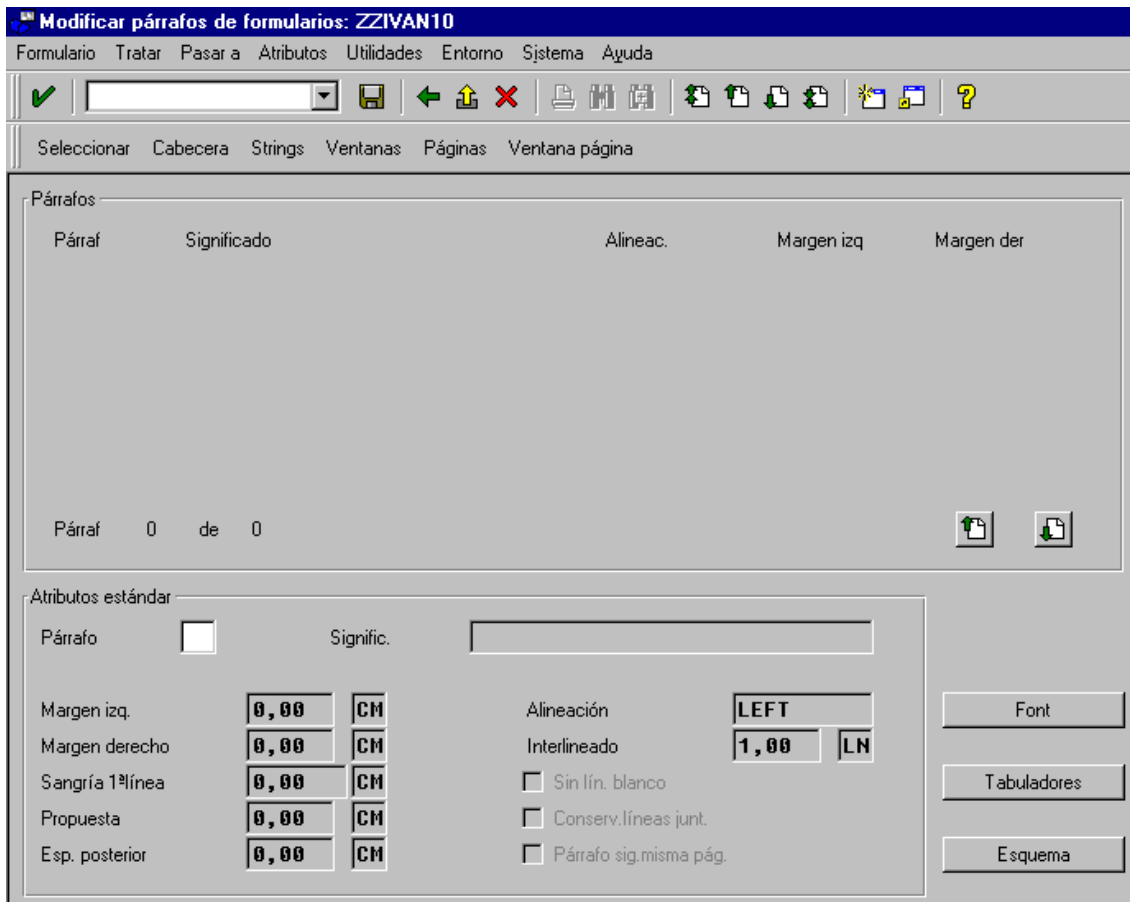 Modificar párrafos de formularios: ZZIVAN10
Formulario Tratar Pasar a Atributos Utilidades Entorno Sistema Ayuda
Seleccionar Cabecera Strings Ventanas Páginas Ventana página
Párrafos
Párraf Significado Alineac. Margen izq Margen der
Párraf 0 de 0
Atributos estándar
Párrafo Signific.
Margen izq. 0,00 CM Alineación LEFT Font
Margen derecho 0,00 CM Interlineado 1,00 LN
Sangría 1ªlínea 0,00 CM Sin lín. blanco Tabuladores
Propuesta 0,00 CM Conserv.líneas junt.
Esp. posterior 0,00 CM Párrafo sig.misma pág. Esquema